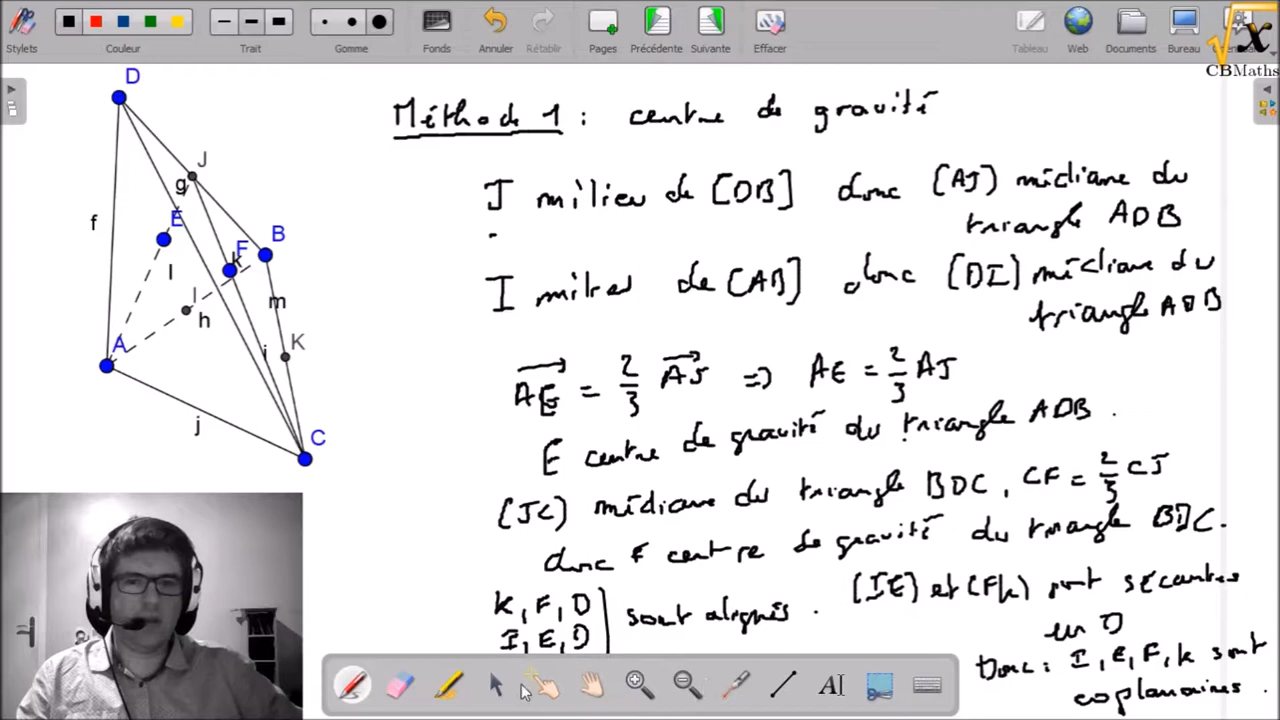 Stylets
Couleur
Trait
Gomme
Fonds
Annuler
Rétablir
Pages
Précédente
Suivante
Effacer
Tableau
Web
Documents
Bureau
√x
CBMaths
D
J
g
E
F
B
f
k
l
I
m
h
K
A
i
j
C
Méthode 1 : centre de gravité
J milieu de [DB] donc [AJ) médiane du
triangle ADB
I milieu de [AB] donc [DI) médiane du
triangle ADB
AE = 2/3 AJ => AE = 2/3 AJ
E centre de gravité du triangle ADB.
(JC) médiane du triangle BDC, CF = 2/3 CJ
donc F centre de gravité du triangle BDC.
K, F, D
I, E, D
sont alignés.
(IE) et (FK) sont sécantes
en D
Donc : I, E, F, K sont
coplanaires.
AI